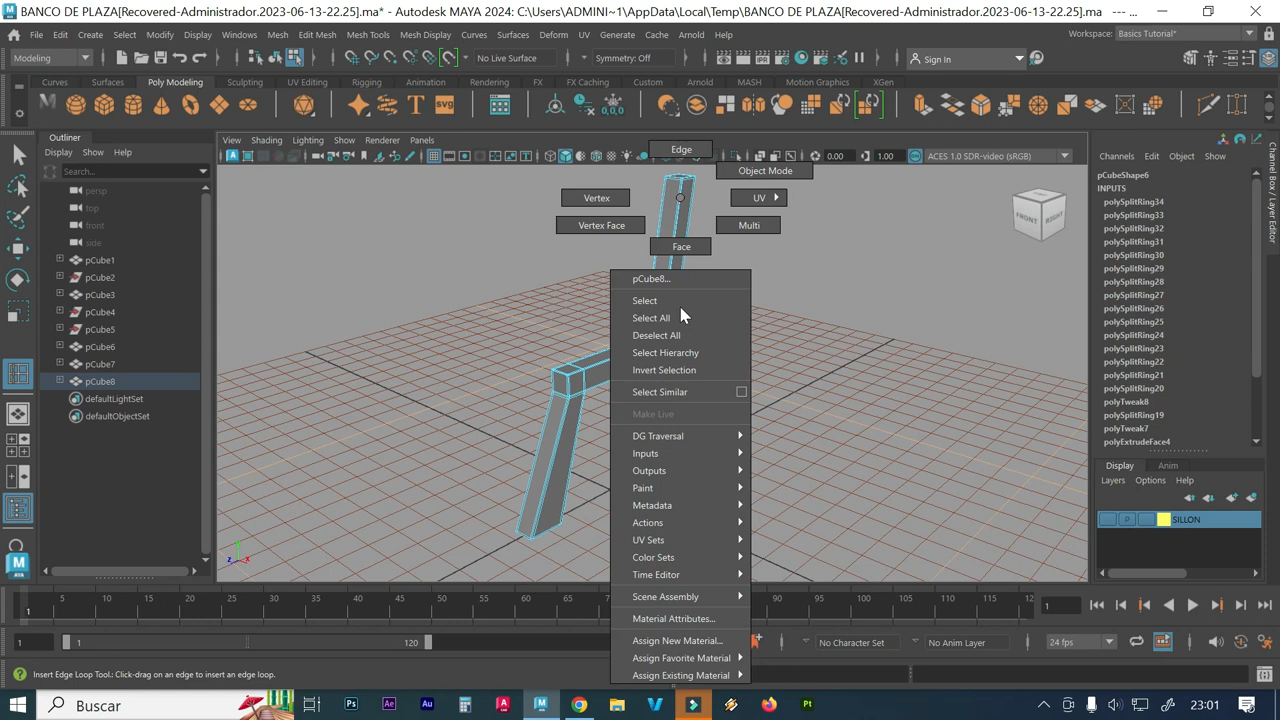 BANCO DE PLAZA[Recovered-Administrador.2023-06-13-22.25].ma* - Autodesk MAYA 2024: C:\Users\ADMINI~1\AppData\Local\Temp\BANCO DE PLAZA[Recovered-Administrador.2023-06-13-22.25].ma ---
File Edit Create Select Modify Display Windows Mesh Edit Mesh Mesh Tools Mesh Display Curves Surfaces Deform UV Generate Cache Arnold Help
Workspace: Basics Tutorial*
Modeling
No Live Surface
Symmetry: Off
Sign In
Curves Surfaces Poly Modeling Sculpting UV Editing Rigging Animation Rendering FX FX Caching Custom Arnold MASH Motion Graphics XGen
Outliner
Display Show Help
Search...
persp
top
front
side
pCube1
pCube2
pCube3
pCube4
pCube5
pCube6
pCube7
pCube8
defaultLightSet
defaultObjectSet
View Shading Lighting Show Renderer Panels
0.00
1.00
ACES 1.0 SDR-video (sRGB)
Edge
Object Mode
Vertex
UV
Vertex Face
Multi
Face
FRONT RIGHT
pCube8...
Select
Select All
Deselect All
Select Hierarchy
Invert Selection
Select Similar
Make Live
DG Traversal
Inputs
Outputs
Paint
Metadata
Actions
UV Sets
Color Sets
Time Editor
Scene Assembly
Material Attributes...
Assign New Material...
Assign Favorite Material
Assign Existing Material
Channels Edit Object Show
pCubeShape6
INPUTS
polySplitRing34
polySplitRing33
polySplitRing32
polySplitRing31
polySplitRing30
polySplitRing29
polySplitRing28
polySplitRing27
polySplitRing26
polySplitRing25
polySplitRing24
polySplitRing23
polySplitRing22
polySplitRing21
polySplitRing20
polyTweak8
polySplitRing19
polyTweak7
polyExtrudeFace4
Channel Box / Layer Editor
Display Anim
Layers Options Help
P SILLON
y
z
x
5 10 15 20 25 30 35 40 45 50 55 60 65 70 75 80 85 90 95 100 105 110 115 12
1
1
1
1
120
No Character Set
No Anim Layer
24 fps
Insert Edge Loop Tool: Click-drag on an edge to insert an edge loop.
Buscar
23:01